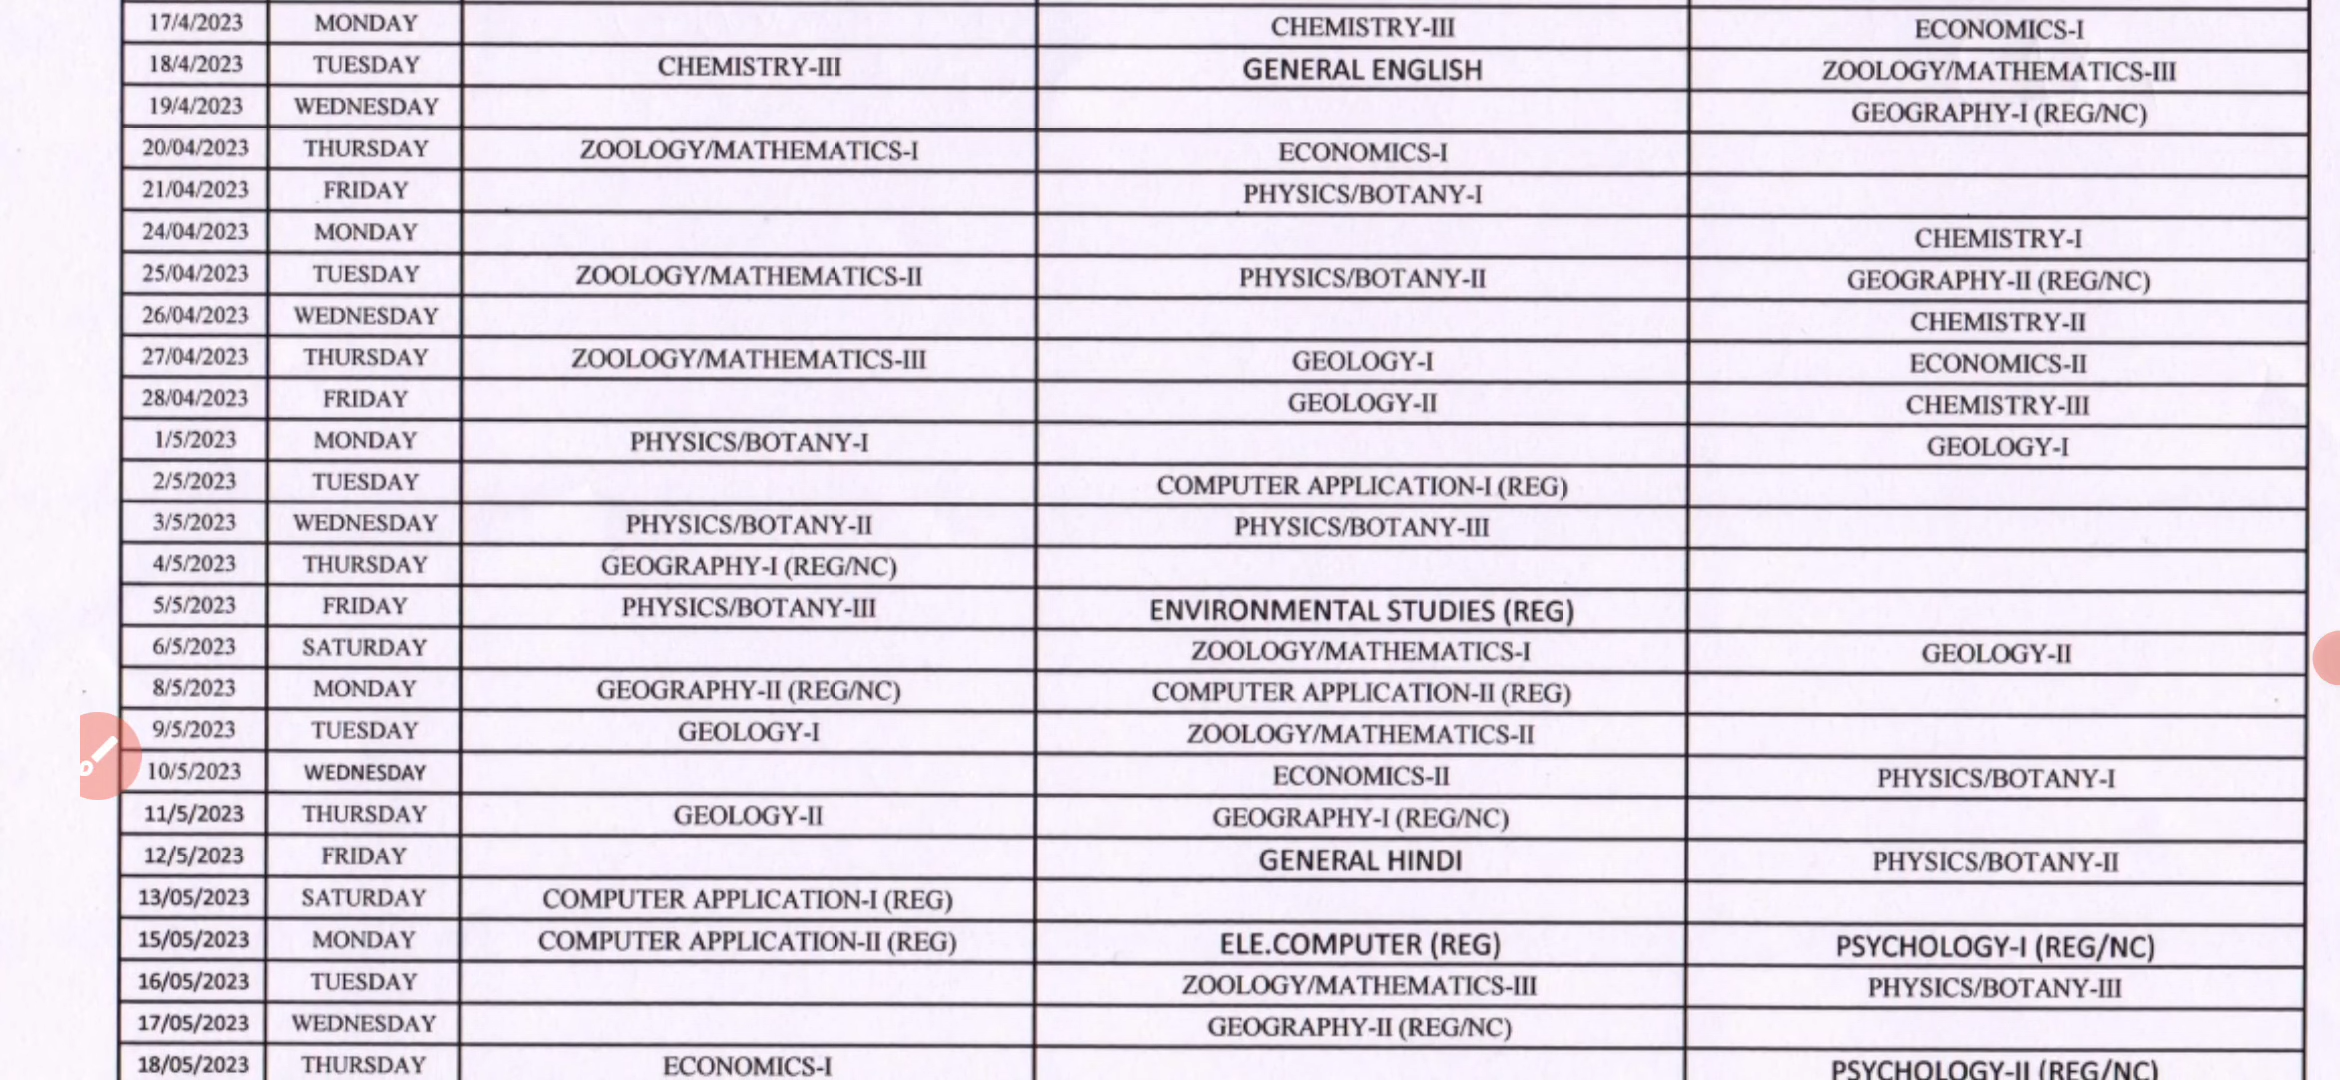 17/4/2023 MONDAY CHEMISTRY-III ECONOMICS-I
18/4/2023 TUESDAY CHEMISTRY-III GENERAL ENGLISH ZOOLOGY/MATHEMATICS-III
19/4/2023 WEDNESDAY GEOGRAPHY-I (REG/NC)
20/04/2023 THURSDAY ZOOLOGY/MATHEMATICS-I ECONOMICS-I
21/04/2023 FRIDAY PHYSICS/BOTANY-I
24/04/2023 MONDAY CHEMISTRY-I
25/04/2023 TUESDAY ZOOLOGY/MATHEMATICS-II PHYSICS/BOTANY-II GEOGRAPHY-II (REG/NC)
26/04/2023 WEDNESDAY CHEMISTRY-II
27/04/2023 THURSDAY ZOOLOGY/MATHEMATICS-III GEOLOGY-I ECONOMICS-II
28/04/2023 FRIDAY GEOLOGY-II CHEMISTRY-III
1/5/2023 MONDAY PHYSICS/BOTANY-I GEOLOGY-I
2/5/2023 TUESDAY COMPUTER APPLICATION-I (REG)
3/5/2023 WEDNESDAY PHYSICS/BOTANY-II PHYSICS/BOTANY-III
4/5/2023 THURSDAY GEOGRAPHY-I (REG/NC)
5/5/2023 FRIDAY PHYSICS/BOTANY-III ENVIRONMENTAL STUDIES (REG)
6/5/2023 SATURDAY ZOOLOGY/MATHEMATICS-I GEOLOGY-II
8/5/2023 MONDAY GEOGRAPHY-II (REG/NC) COMPUTER APPLICATION-II (REG)
9/5/2023 TUESDAY GEOLOGY-I ZOOLOGY/MATHEMATICS-II
10/5/2023 WEDNESDAY ECONOMICS-II PHYSICS/BOTANY-I
11/5/2023 THURSDAY GEOLOGY-II GEOGRAPHY-I (REG/NC)
12/5/2023 FRIDAY GENERAL HINDI PHYSICS/BOTANY-II
13/05/2023 SATURDAY COMPUTER APPLICATION-I (REG)
15/05/2023 MONDAY COMPUTER APPLICATION-II (REG) ELE.COMPUTER (REG) PSYCHOLOGY-I (REG/NC)
16/05/2023 TUESDAY ZOOLOGY/MATHEMATICS-III PHYSICS/BOTANY-III
17/05/2023 WEDNESDAY GEOGRAPHY-II (REG/NC)
18/05/2023 THURSDAY ECONOMICS-I PSYCHOLOGY-II (REG/NC)